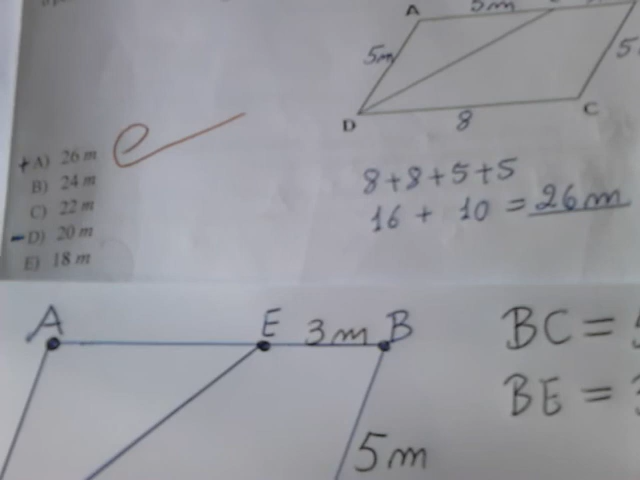 A 5m
5m 5
D 8 C
+A) 26 m
B) 24 m
C) 22 m
-D) 20 m
E) 18 m
8+8+5+5
16 + 10 = 26m
A E 3m B
5m
BC =
BE =